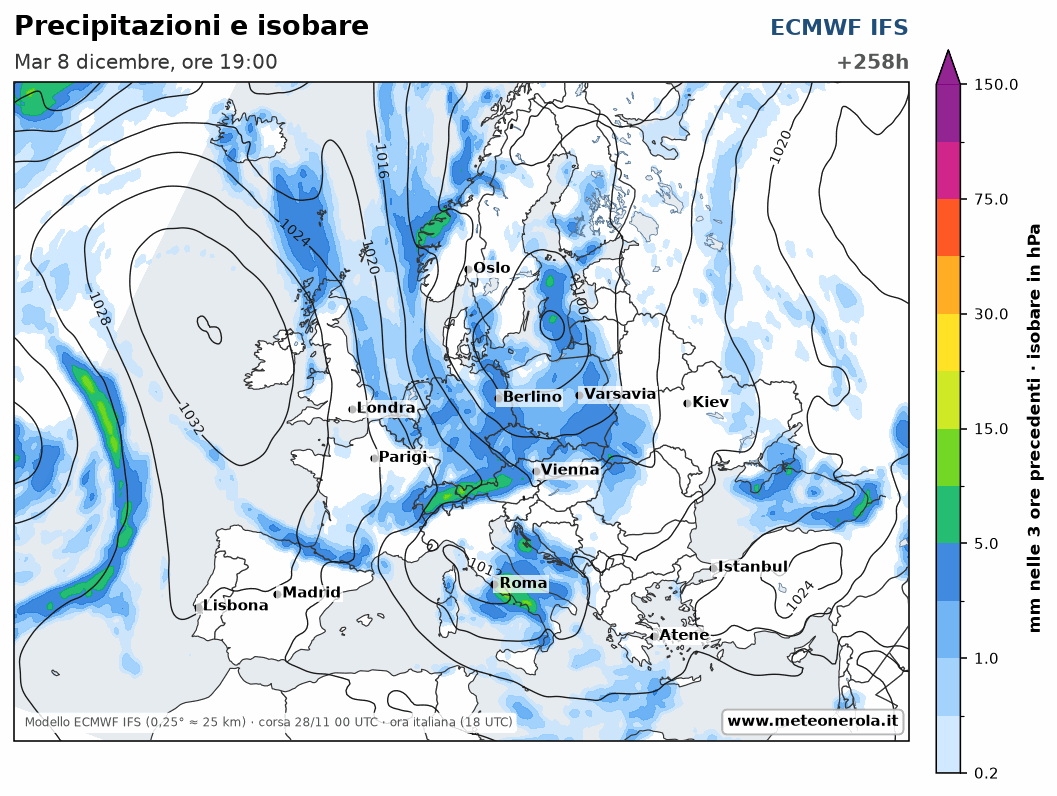 Precipitazioni e isobare
ECMWF IFS
Mar 8 dicembre, ore 19:00
+258h
150.0
75.0
30.0
15.0
5.0
1.0
0.2
mm nelle 3 ore precedenti · isobare in hPa
1020
1016
1024
1020
1028
1032
1024
Oslo
Berlino
Varsavia
Kiev
Londra
Parigi
Vienna
Istanbul
Roma
Madrid
Lisbona
Atene
Modello ECMWF IFS (0,25° ≈ 25 km) · corsa 28/11 00 UTC · ora italiana (18 UTC)
www.meteonerola.it